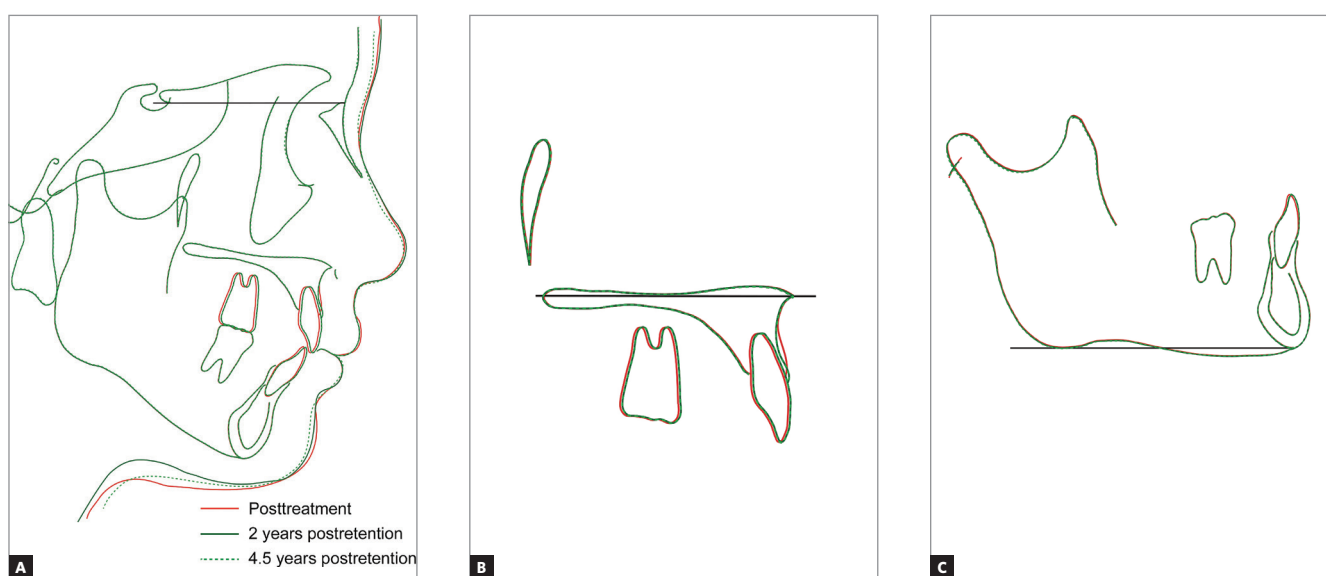 Posttreatment
2 years postretention
4.5 years postretention
A
B
C